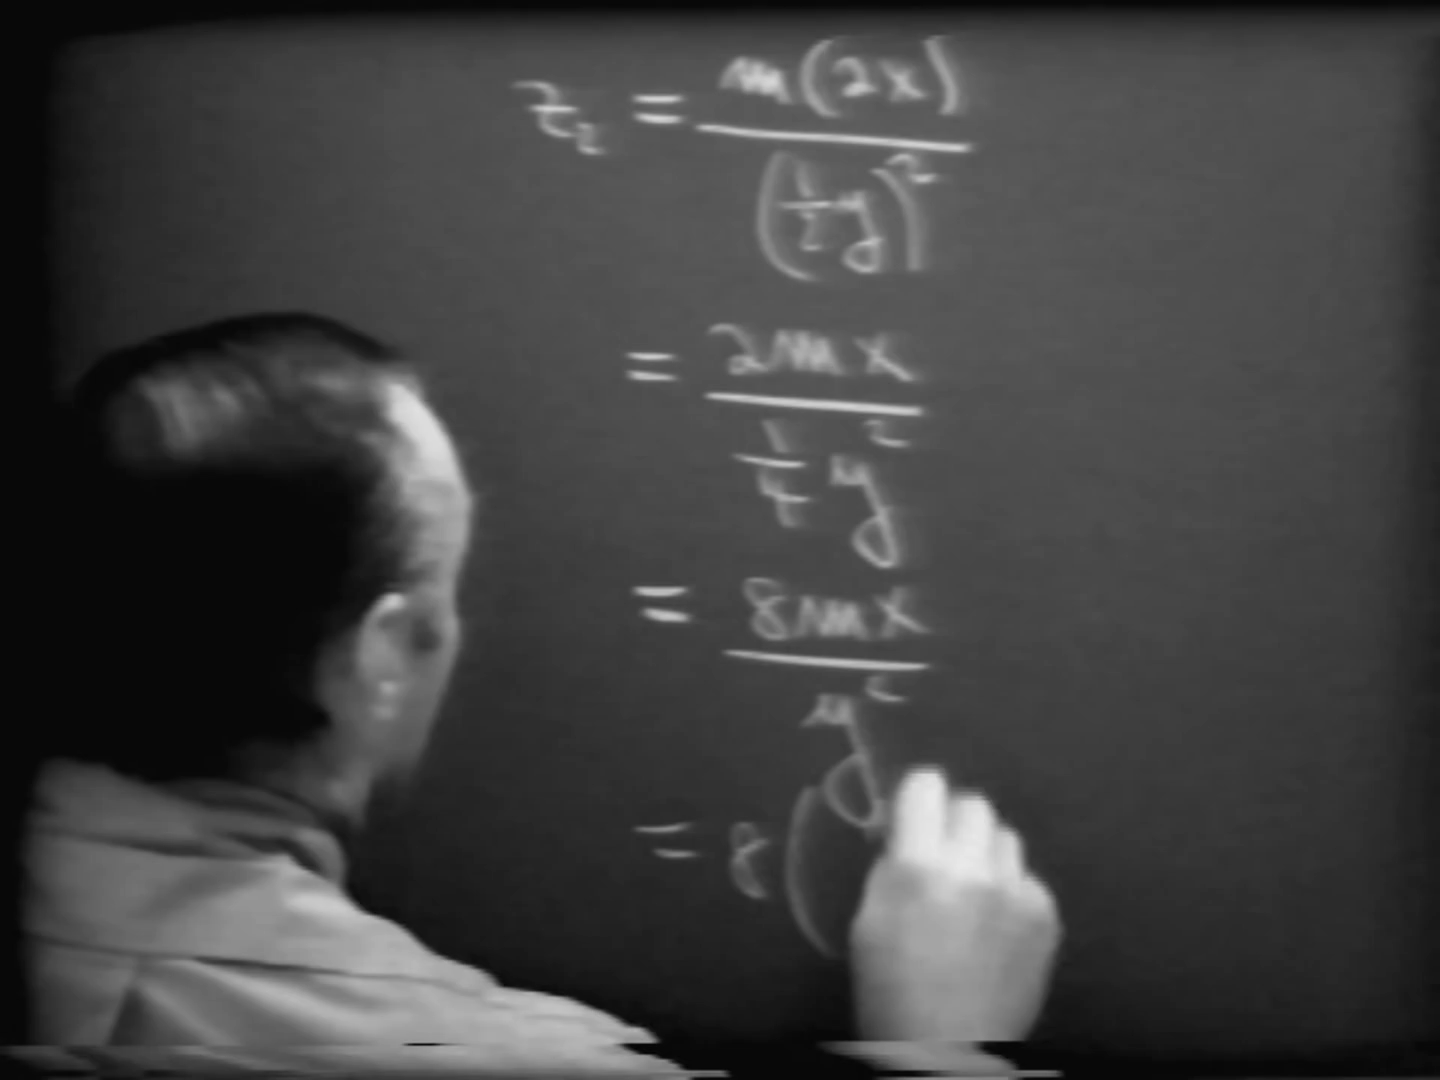 z₂ = m(2x) / (½y)²
= 2mx / ¼y²
= 8mx / y²
= 8(